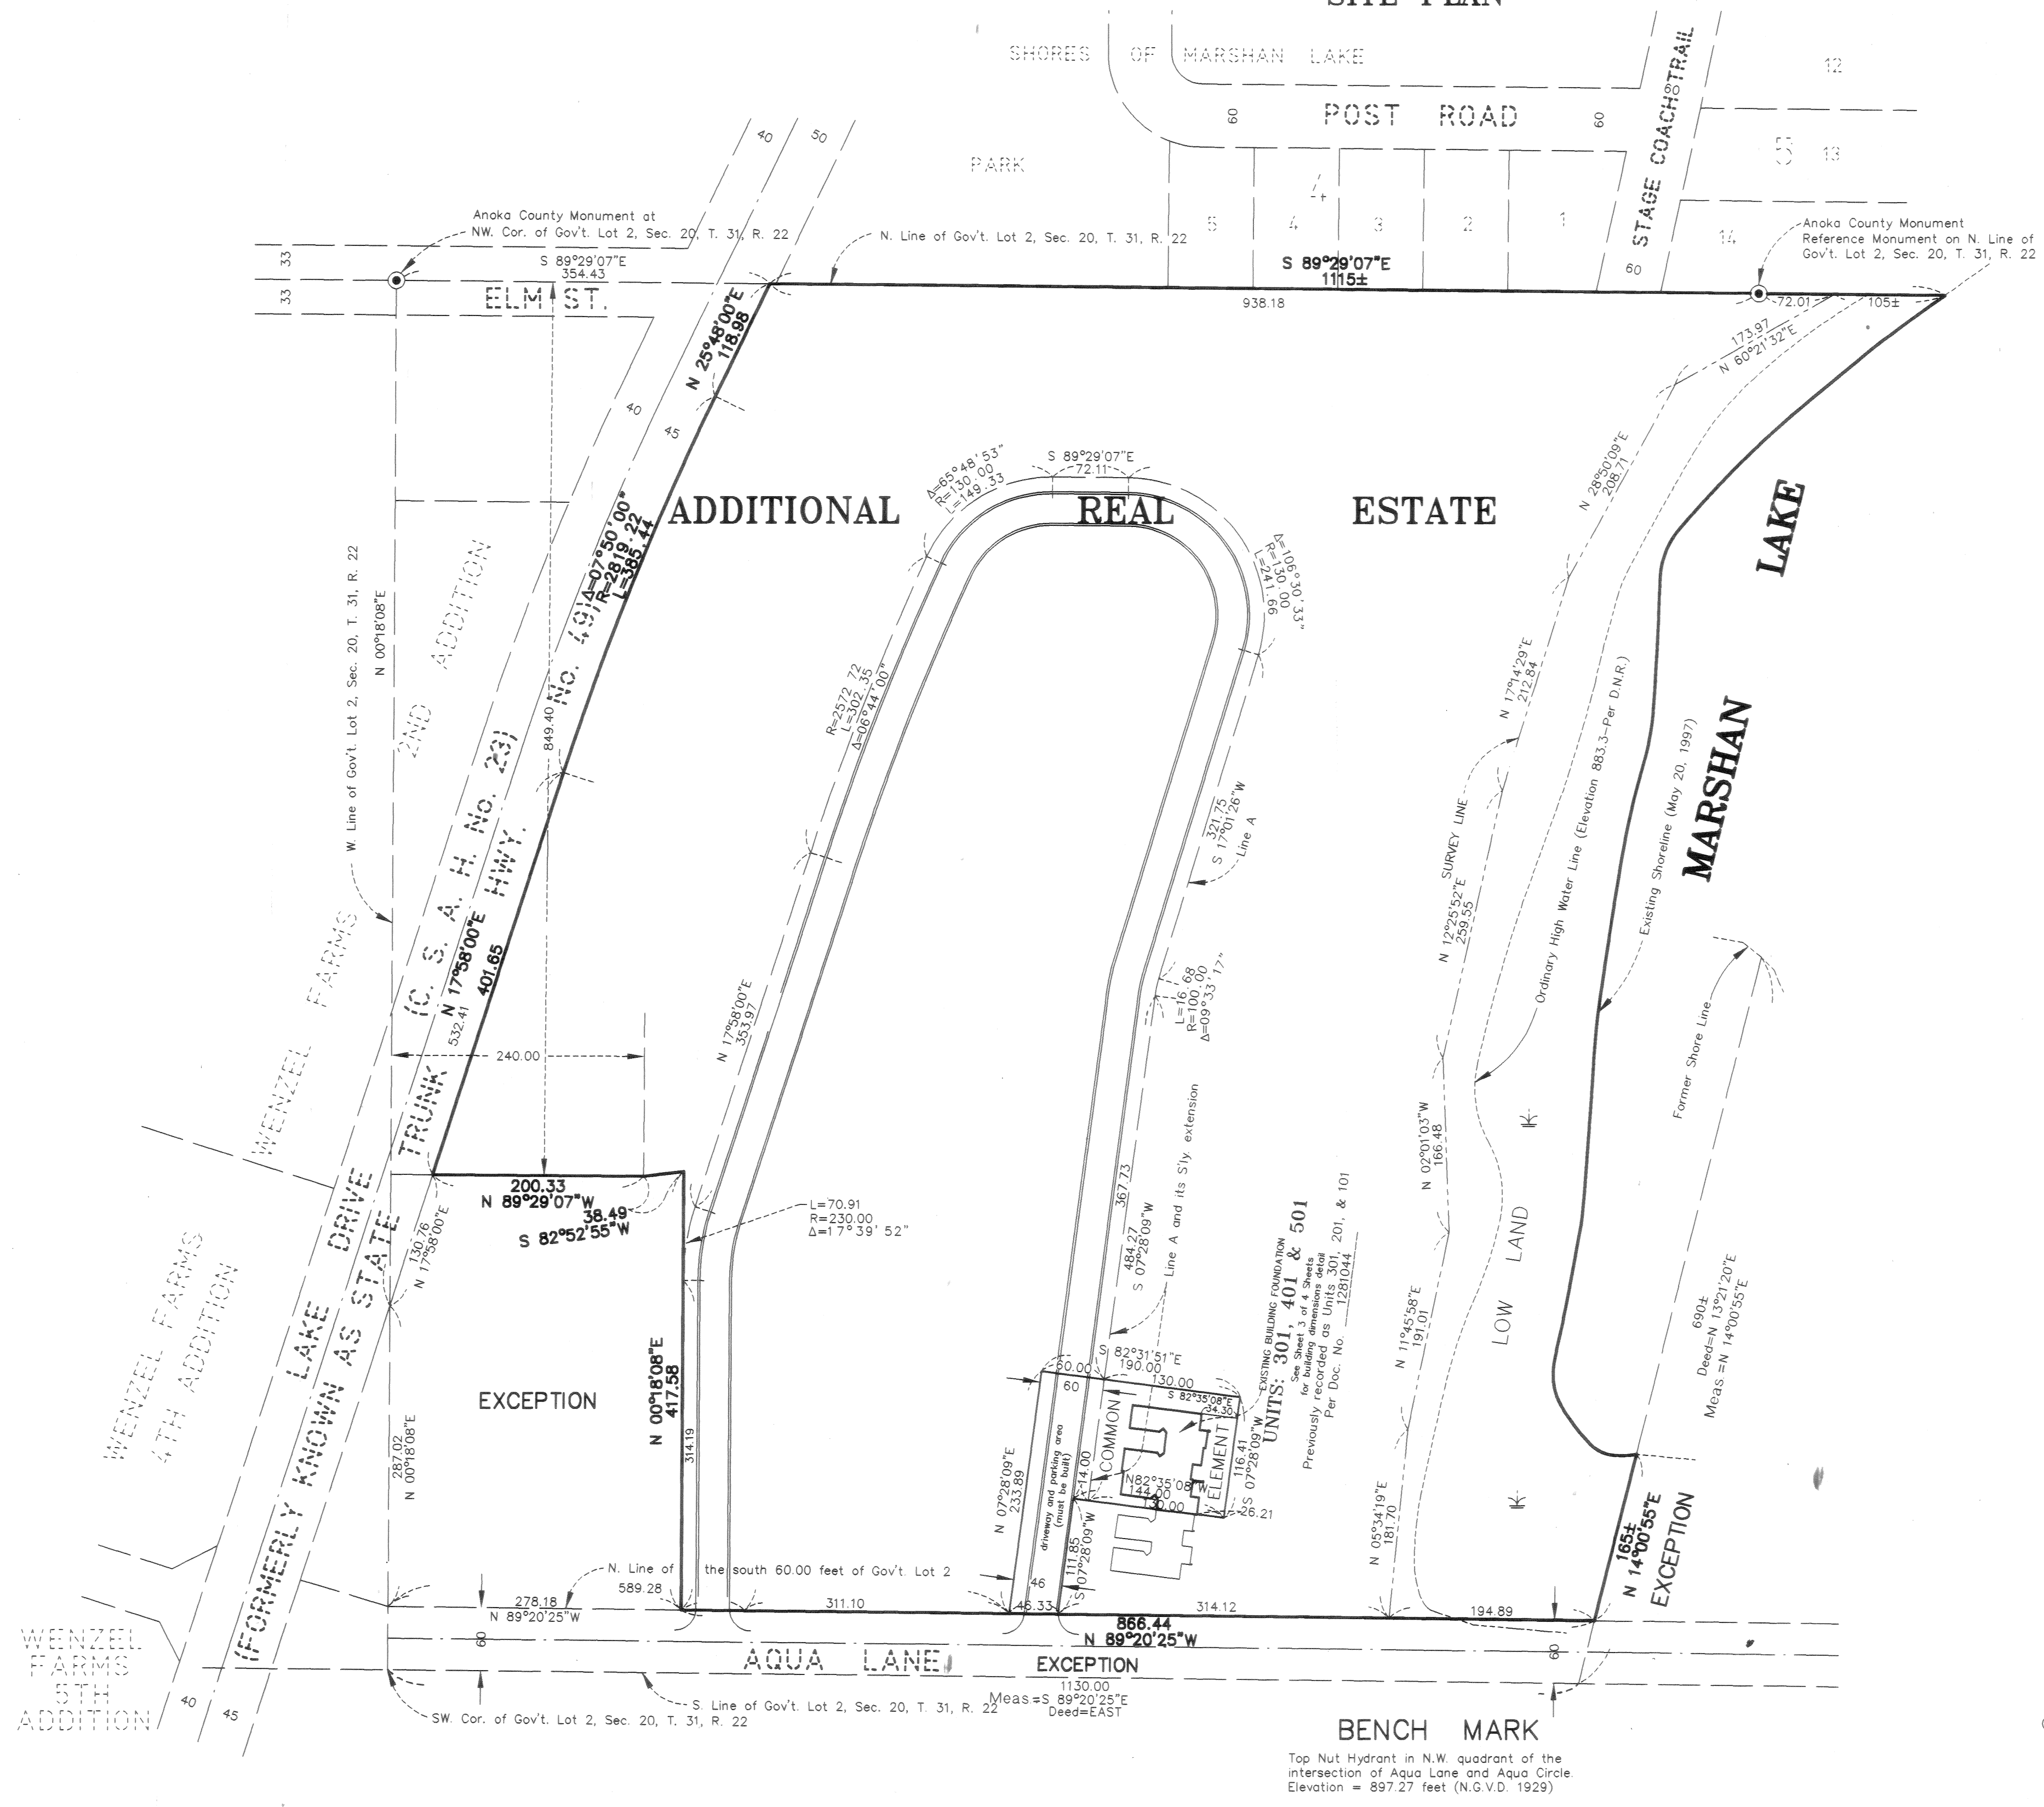 SITE PLAN
SHORES OF MARSHAN LAKE
POST ROAD
60
60
STAGE COACH TRAIL
60
60
12
5
13
14
PARK
4
5
4
3
2
1
40
50
Anoka County Monument at
NW. Cor. of Gov't. Lot 2, Sec. 20, T. 31, R. 22
N. Line of Gov't. Lot 2, Sec. 20, T. 31, R. 22
Anoka County Monument
Reference Monument on N. Line of
Gov't. Lot 2, Sec. 20, T. 31, R. 22
33
33
S 89°29'07"E
354.43
ELM ST.
S 89°29'07"E
1115±
938.18
72.01
105±
173.97
N 60°21'32"E
N 25°48'00"E
118.98
40
45
N 28°50'09"E
208.71
ADDITIONAL REAL ESTATE
Δ=65°48'53"
R=130.00
L=149.33
S 89°29'07"E
72.11
Δ=106°30'33"
R=130.00
L=241.66
LAKE
MARSHAN
Δ=07°50'00"
R=2819.22
L=385.44
W. Line of Gov't. Lot 2, Sec. 20, T. 31, R. 22
N 00°18'08"E
2ND ADDITION
849.40
R=2572.72
L=302.35
Δ=06°44'00"
N 17°14'29"E
212.84
Ordinary High Water Line (Elevation 883.3-Per D.N.R.)
Existing Shoreline (May 20, 1997)
321.75
S 17°01'26"W
Line A
SURVEY LINE
N 12°25'52"E
259.55
LAKE DRIVE (C. S. A. H. No. 23)
(FORMERLY KNOWN AS STATE TRUNK HWY. No. 49)
WENZEL FARMS
N 17°58'00"E
401.65
532.41
240.00
N 17°58'00"E
353.97
L=16.68
R=100.00
Δ=09°33'17"
Former Shore Line
N 02°01'03"W
166.48
Line A and its S'ly. extension
367.73
484.27
S 07°28'09"W
200.33
N 89°29'07"W
38.49
S 82°52'55"W
L=70.91
R=230.00
Δ=17°39'52"
130.76
N 17°58'00"E
WENZEL FARMS
4TH ADDITION
LOW LAND
690±
Deed=N 13°21'20"E
Meas.=N 14°00'55"E
EXISTING BUILDING FOUNDATION
UNITS: 301, 401 & 501
See Sheet 3 of 4 Sheets
for building dimensions detail
Previously recorded as Units 301, 201, & 101
Per Doc. No. 1281044
N 11°45'58"E
191.01
S 82°31'51"E
60.00
190.00
60
130.00
S 82°35'08"E
34.30
EXCEPTION
N 00°18'08"E
417.58
314.19
287.02
N 00°18'08"E
N 07°28'09"E
233.89
driveway and parking area
(must be built)
COMMON ELEMENT
14.00
N82°35'08"W
144.00
130.00
116.41
S 07°28'09"W
26.21
111.85
S 07°28'09"W
N 05°34'19"E
181.70
165±
N 14°00'55"E
EXCEPTION
N. Line of the south 60.00 feet of Gov't. Lot 2
589.28
278.18
N 89°20'25"W
311.10
46
46.33
314.12
194.89
866.44
N 89°20'25"W
60
60
AQUA LANE
EXCEPTION
1130.00
Meas.=S 89°20'25"E
Deed=EAST
S. Line of Gov't. Lot 2, Sec. 20, T. 31, R. 22
SW. Cor. of Gov't. Lot 2, Sec. 20, T. 31, R. 22
WENZEL
FARMS
5TH
ADDITION
40
45
BENCH MARK
Top Nut Hydrant in N.W. quadrant of the
intersection of Aqua Lane and Aqua Circle.
Elevation = 897.27 feet (N.G.V.D. 1929)